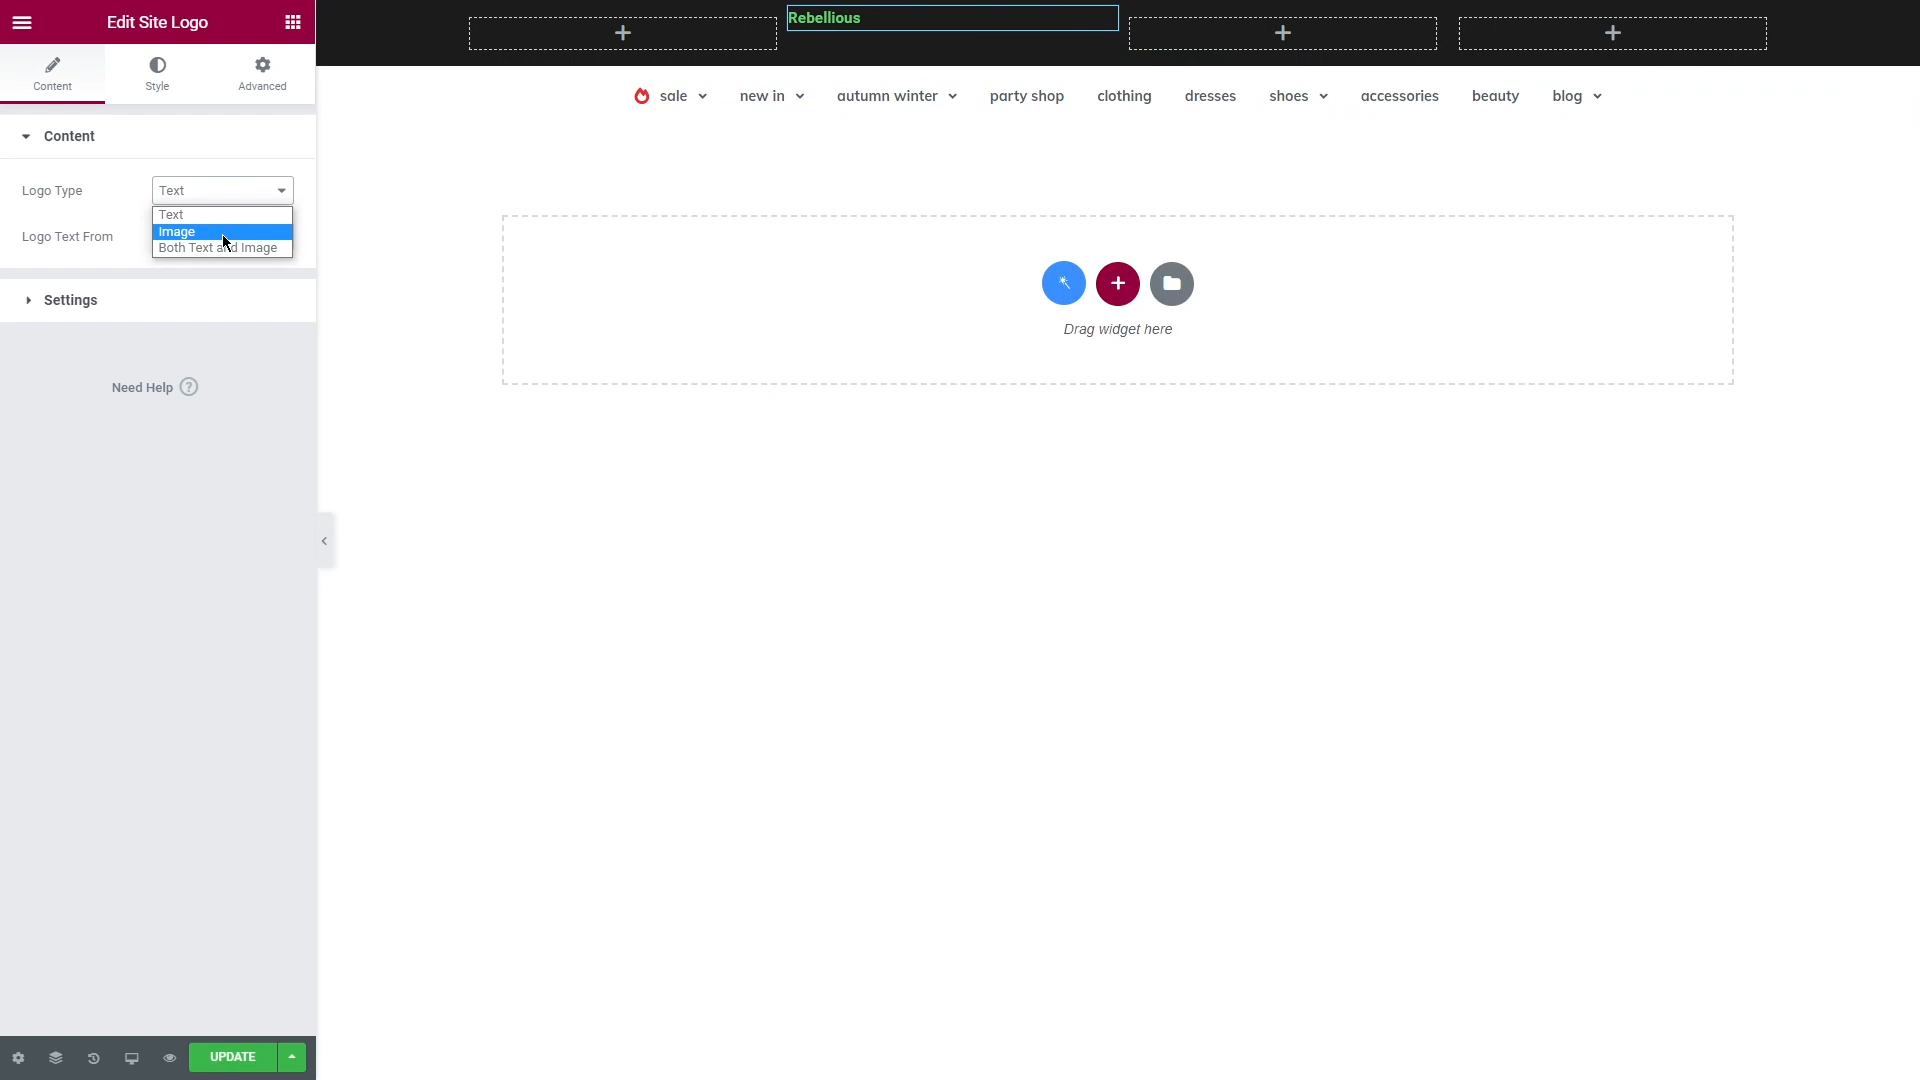 Edit Site Logo
Rebellious
Content
Style
Advanced
sale
new in
autumn winter
party shop
clothing
dresses
shoes
accessories
beauty
blog
Content
Logo Type
Text
Text
Image
Both Text and Image
Logo Text From
Settings
Drag widget here
Need Help ?
UPDATE